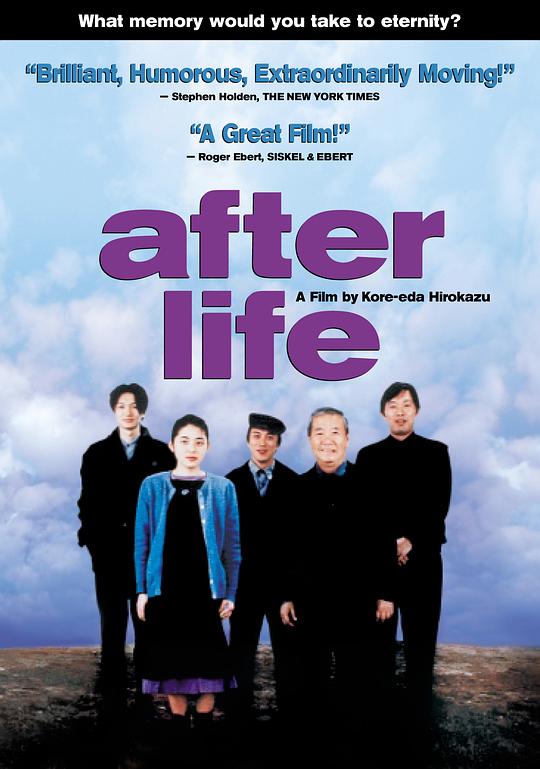 What memory would you take to eternity?
“Brilliant, Humorous, Extraordinarily Moving!”
— Stephen Holden, THE NEW YORK TIMES
“A Great Film!”
— Roger Ebert, SISKEL & EBERT
after
A Film by Kore-eda Hirokazu
life